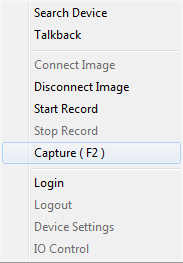 Search Device
Talkback
Connect Image
Disconnect Image
Start Record
Stop Record
Capture ( F2 )
Login
Logout
Device Settings
IO Control